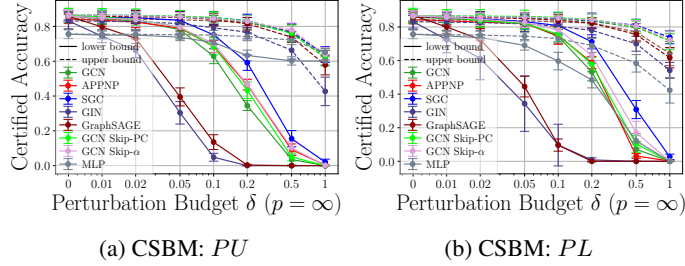 Certified Accuracy
0.8
0.6
0.4
0.2
0.0
lower bound
upper bound
GCN
APPNP
SGC
GIN
GraphSAGE
GCN Skip-PC
GCN Skip-α
MLP
0 0.01 0.02 0.05 0.1 0.2 0.5 1
Perturbation Budget δ (p = ∞)
(a) CSBM: PU
Certified Accuracy
0.8
0.6
0.4
0.2
0.0
lower bound
upper bound
GCN
APPNP
SGC
GIN
GraphSAGE
GCN Skip-PC
GCN Skip-α
MLP
0 0.01 0.02 0.05 0.1 0.2 0.5 1
Perturbation Budget δ (p = ∞)
(b) CSBM: PL